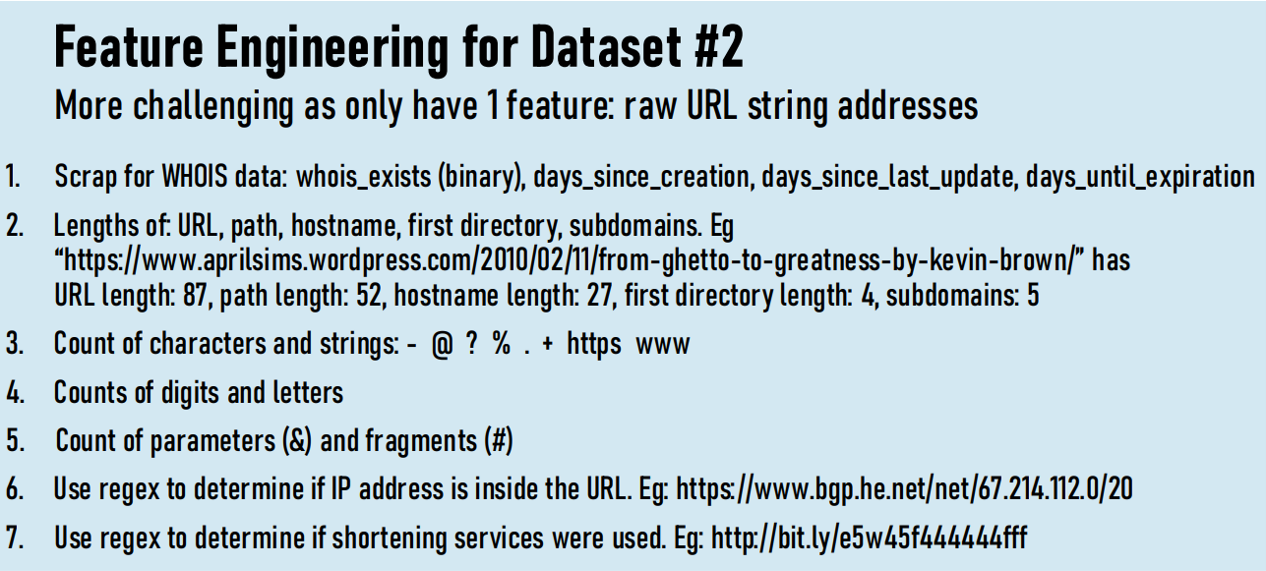 Feature Engineering for Dataset #2
More challenging as only have 1 feature: raw URL string addresses
1. Scrap for WHOIS data: whois_exists (binary), days_since_creation, days_since_last_update, days_until_expiration
2. Lengths of: URL, path, hostname, first directory, subdomains. Eg
“https://www.aprilsims.wordpress.com/2010/02/11/from-ghetto-to-greatness-by-kevin-brown/” has
URL length: 87, path length: 52, hostname length: 27, first directory length: 4, subdomains: 5
3. Count of characters and strings: - @ ? % . + https www
4. Counts of digits and letters
5. Count of parameters (&) and fragments (#)
6. Use regex to determine if IP address is inside the URL. Eg: https://www.bgp.he.net/net/67.214.112.0/20
7. Use regex to determine if shortening services were used. Eg: http://bit.ly/e5w45f444444fff